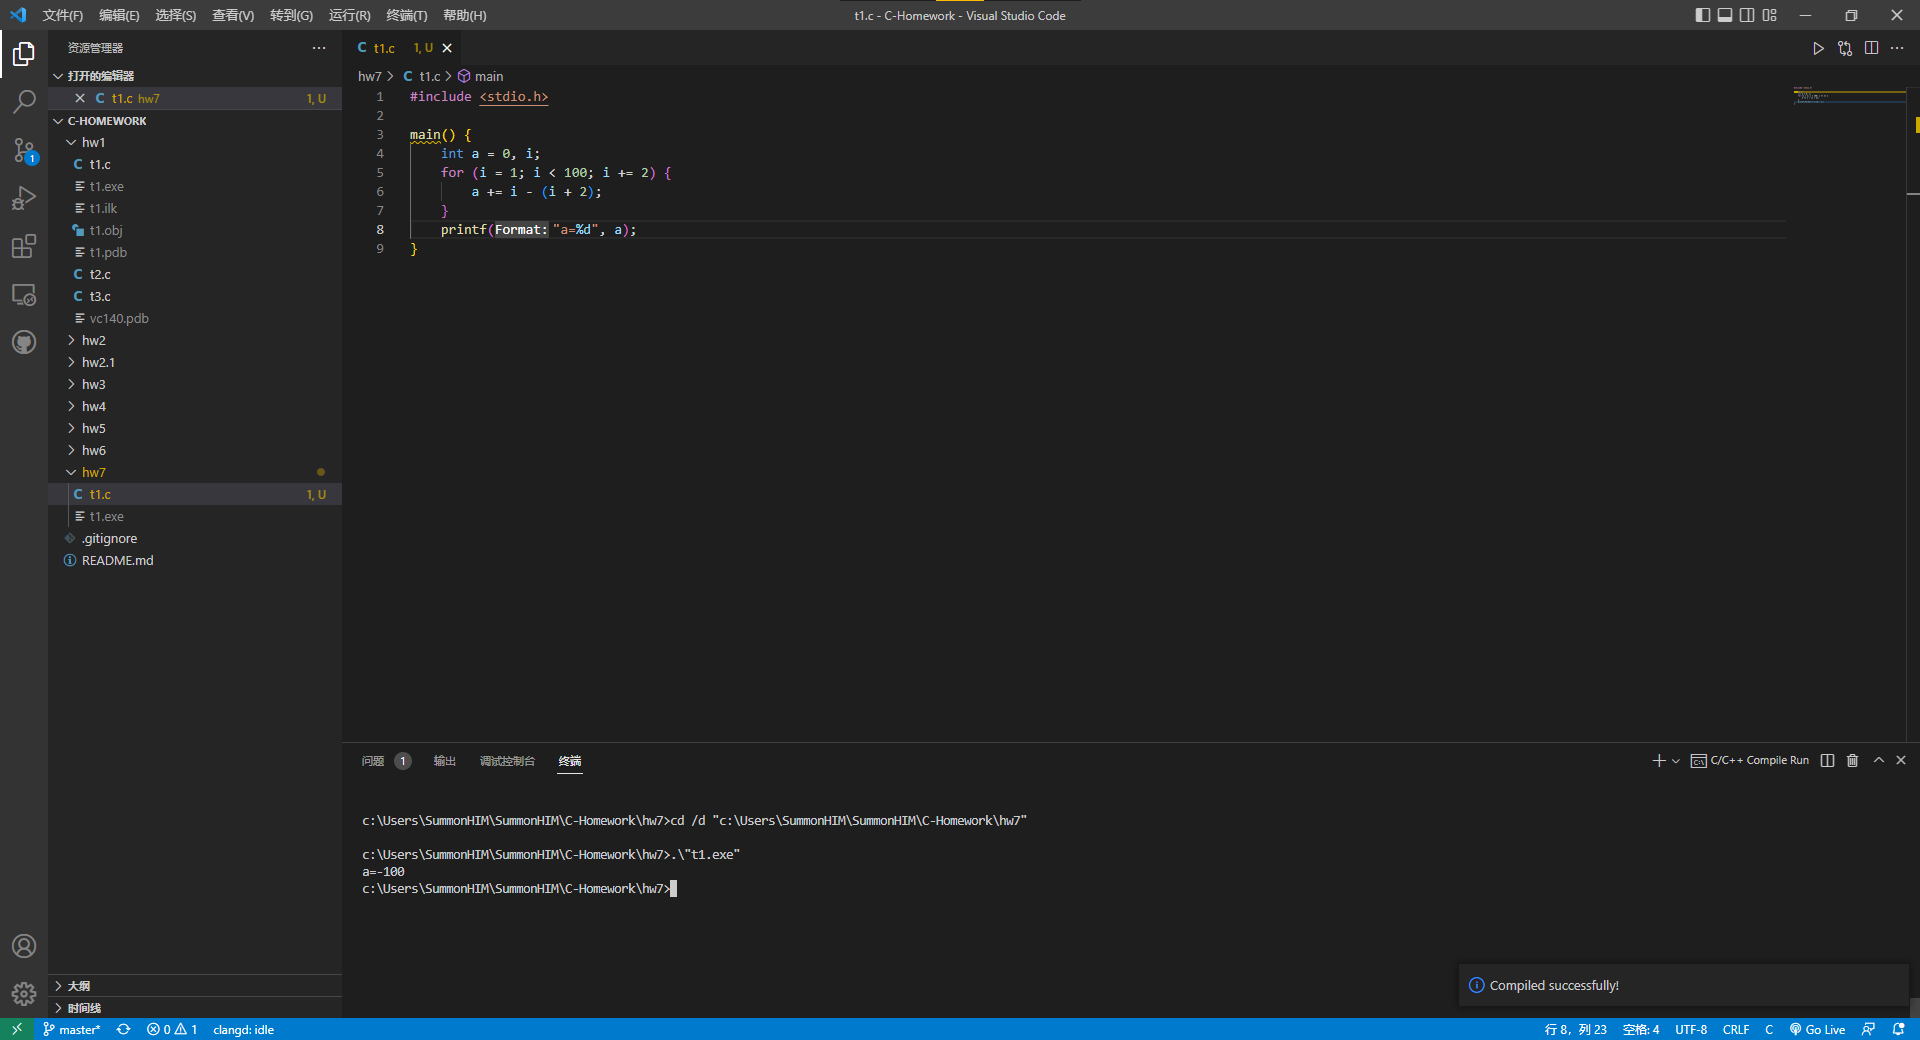 文件(F) 编辑(E) 选择(S) 查看(V) 转到(G) 运行(R) 终端(T) 帮助(H)
t1.c - C-Homework - Visual Studio Code
资源管理器
打开的编辑器
C t1.c hw7 1, U
C-HOMEWORK
hw1
C t1.c
t1.exe
t1.ilk
t1.obj
t1.pdb
C t2.c
C t3.c
vc140.pdb
hw2
hw2.1
hw3
hw4
hw5
hw6
hw7
C t1.c 1, U
t1.exe
.gitignore
README.md
大纲
时间线
1
C t1.c 1, U
hw7 > C t1.c > main
1 #include <stdio.h>
2
3 main() {
4 int a = 0, i;
5 for (i = 1; i < 100; i += 2) {
6 a += i - (i + 2);
7 }
8 printf(Format: "a=%d", a);
9 }
问题 1 输出 调试控制台 终端
C/C++ Compile Run
c:\Users\SummonHIM\SummonHIM\C-Homework\hw7>cd /d "c:\Users\SummonHIM\SummonHIM\C-Homework\hw7"
c:\Users\SummonHIM\SummonHIM\C-Homework\hw7>.\"t1.exe"
a=-100
c:\Users\SummonHIM\SummonHIM\C-Homework\hw7>
Compiled successfully!
master* 0 1 clangd: idle
行 8，列 23 空格: 4 UTF-8 CRLF C Go Live